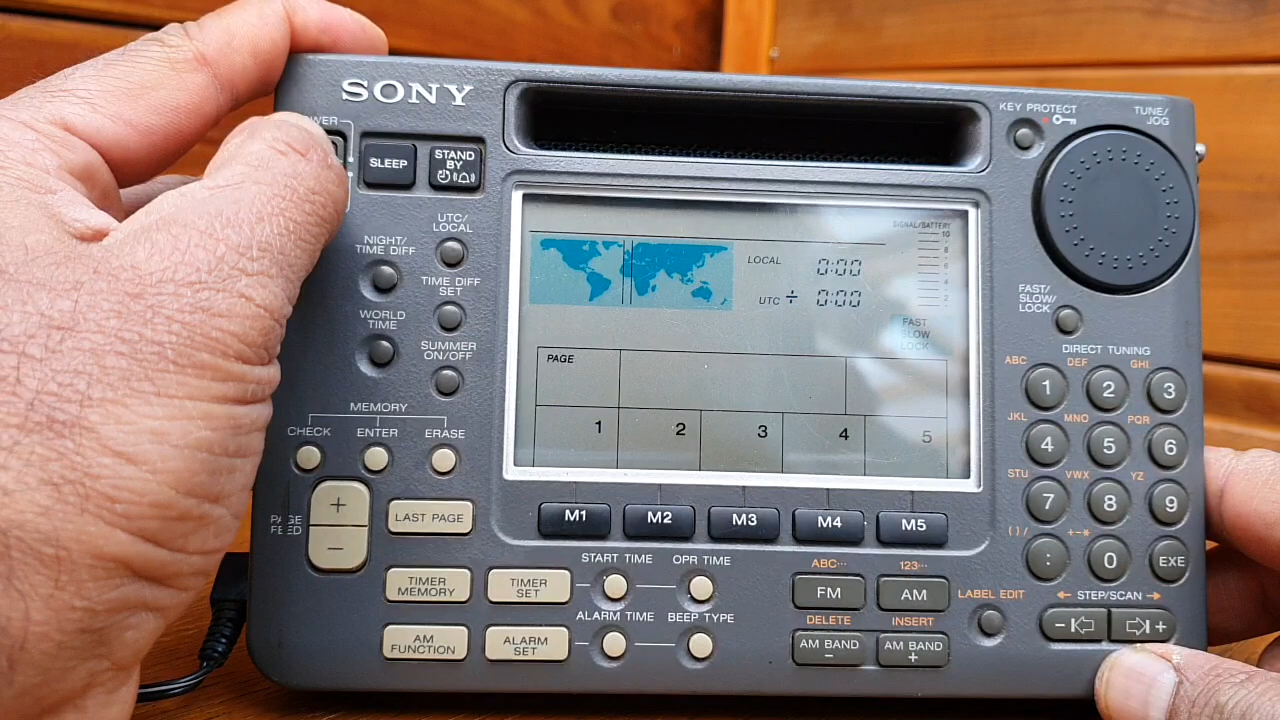 SONY
KEY PROTECT
TUNE/
JOG
SLEEP
STAND
BY
UTC/
LOCAL
NIGHT/
TIME DIFF
TIME DIFF
SET
WORLD
TIME
SUMMER
ON/OFF
SIGNAL/BATTERY
10
8
6
4
2
LOCAL 0:00
UTC ÷ 0:00
FAST
SLOW
LOCK
PAGE
1 2 3 4 5
FAST/
SLOW/
LOCK
DIRECT TUNING
ABC DEF GHI
1 2 3
JKL MNO PQR
4 5 6
STU VWX YZ
7 8 9
( ) / +-*
: 0 EXE
MEMORY
CHECK ENTER ERASE
PAGE
FEED
+
−
LAST PAGE
M1 M2 M3 M4 M5
TIMER
MEMORY
TIMER
SET
START TIME OPR TIME
AM
FUNCTION
ALARM
SET
ALARM TIME BEEP TYPE
ABC··· 123···
FM AM
DELETE INSERT
AM BAND
−
AM BAND
+
LABEL EDIT
STEP/SCAN
− +